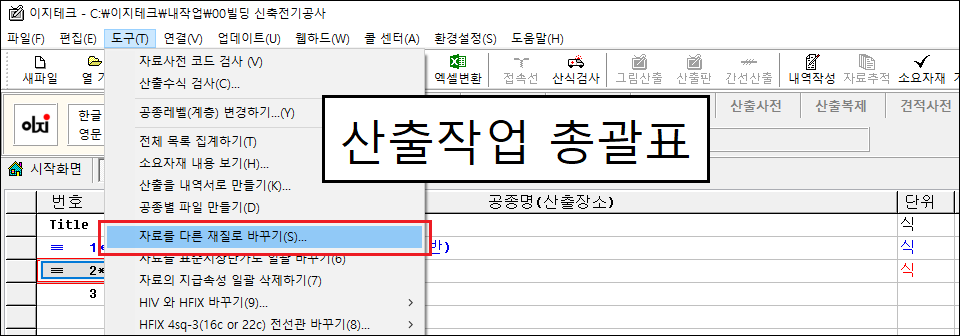 이지테크 - C:₩이지테크₩내작업₩00빌딩 신축전기공사
파일(F) 편집(E) 도구(T) 연결(V) 업데이트(U) 웹하드(W) 콜 센터(A) 환경설정(S) 도움말(H)
새파일 열 엑셀변환 접속선 산식검사 그림산출 산출판 간선산출 내역작성 자료추적 소요자재
자료사전 코드 검사 (V)
산출수식 검사(C)...
한글
영문
산출사전 산출복제 견적사전
공종레벨(계층) 변경하기...(Y)
산출작업 총괄표
전체 목록 집계하기(T)
소요자재 내용 보기(H)...
시작화면
산출을 내역서로 만들기(K)...
공종별 파일 만들기(D)
번호 공종명(산출장소) 단위
Title 식
자료를 다른 재질로 바꾸기(S)...
1* 반) 식
자료를 표준시장단가로 일괄 바꾸기(6)
2* 식
자료의 지급속성 일괄 삭제하기(7)
3
HIV 와 HFIX 바꾸기(9)...
HFIX 4sq-3(16c or 22c) 전선관 바꾸기(8)...